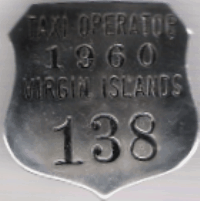 TAXI OPERATOR
1960
VIRGIN ISLANDS
138